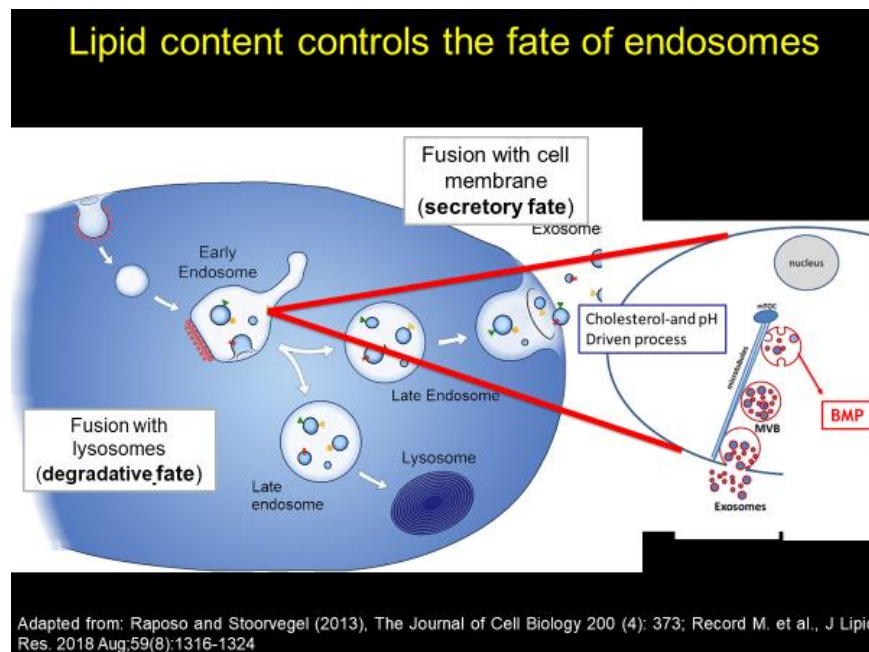 Lipid content controls the fate of endosomes
Fusion with cell
membrane
(secretory fate)
Exosome
Early
Endosome
nucleus
mTOC
Cholesterol-and pH
Driven process
microtubules
Late Endosome
BMP
MVB
Fusion with
lysosomes
(degradative fate)
Lysosome
Late
endosome
Exosomes
Adapted from: Raposo and Stoorvegel (2013), The Journal of Cell Biology 200 (4): 373; Record M. et al., J Lipid
Res. 2018 Aug;59(8):1316-1324